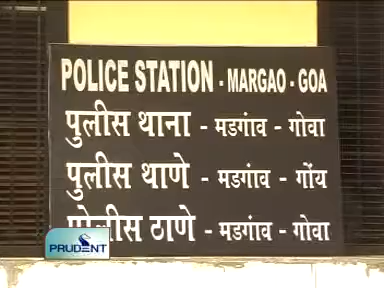 POLICE STATION - MARGAO - GOA
पुलीस थाना - मडगांव - गोवा
पुलीस थाणे - मडगांव - गोंय
पोलीस ठाणे - मडगांव - गोवा
PRUDENT